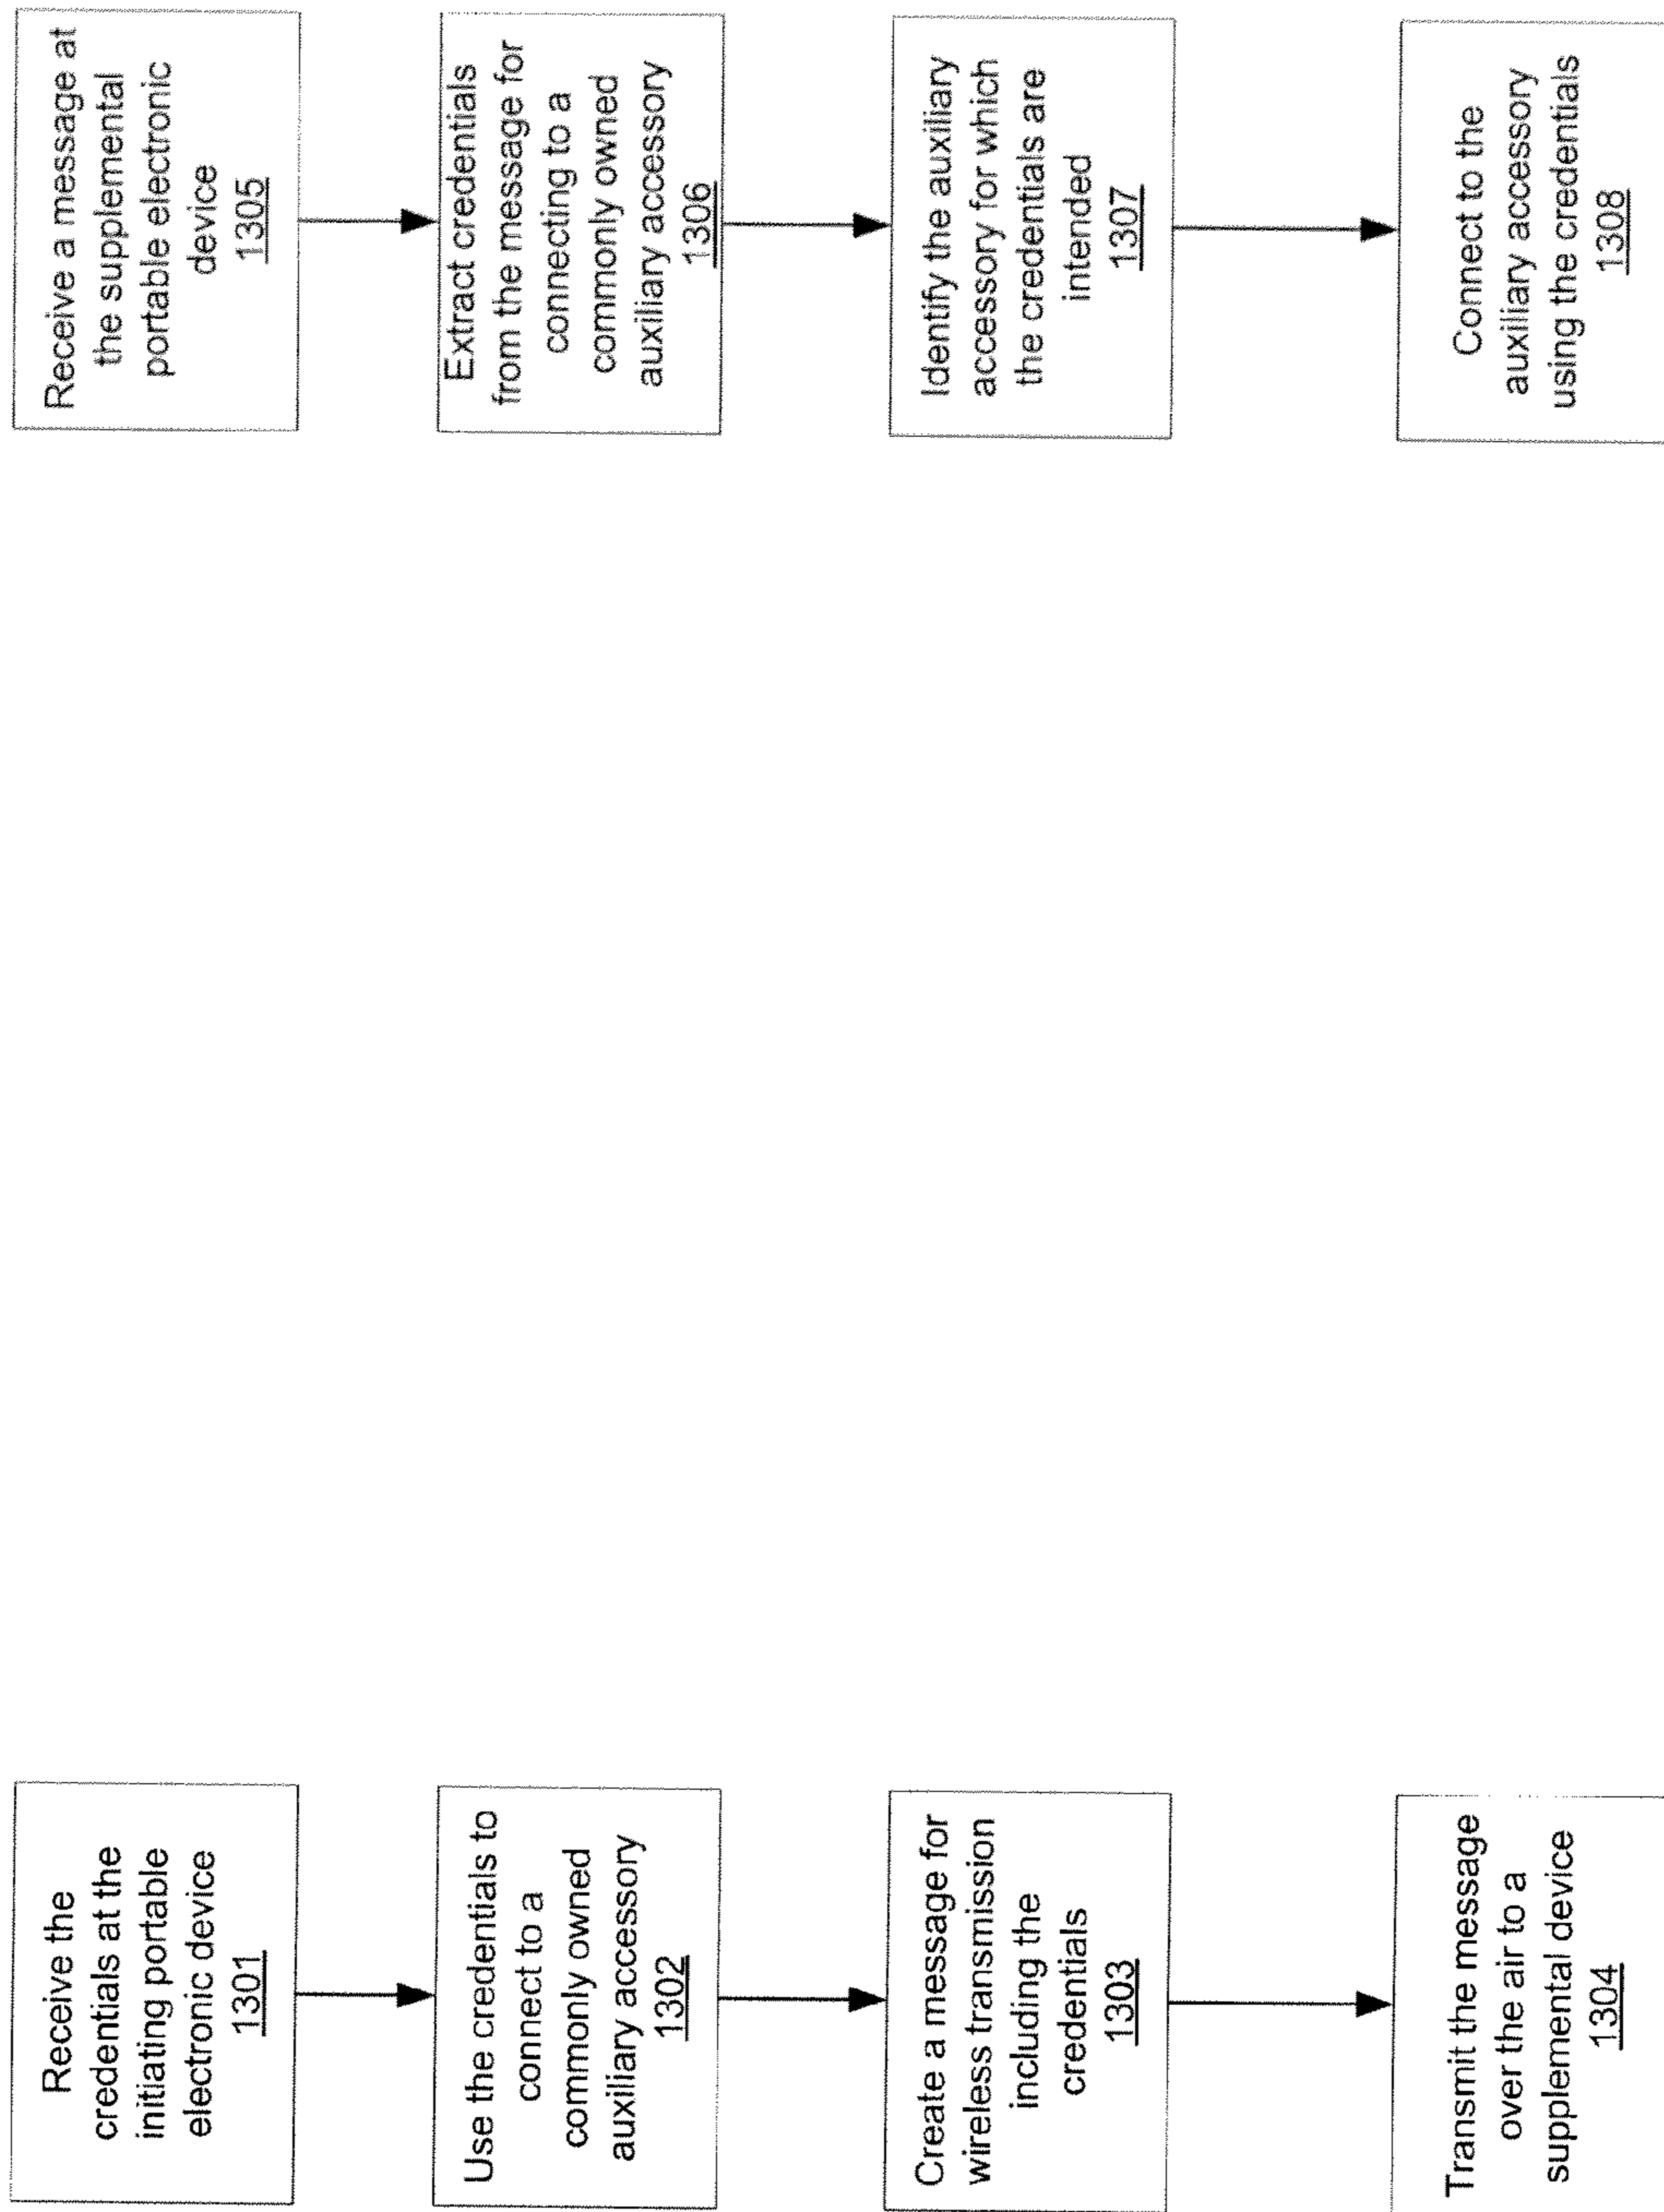 Receive the
credentials at the
initiating portable
electronic device
1301
Use the credentials to
connect to a
commonly owned
auxiliary accessory
1302
Create a message for
wireless transmission
including the
credentials
1303
Transmit the message
over the air to a
supplemental device
1304
Receive a message at
the supplemental
portable electronic
device
1305
Extract credentials
from the message for
connecting to a
commonly owned
auxiliary accessory
1306
Identify the auxiliary
accessory for which
the credentials are
intended
1307
Connect to the
auxiliary accessory
using the credentials
1308